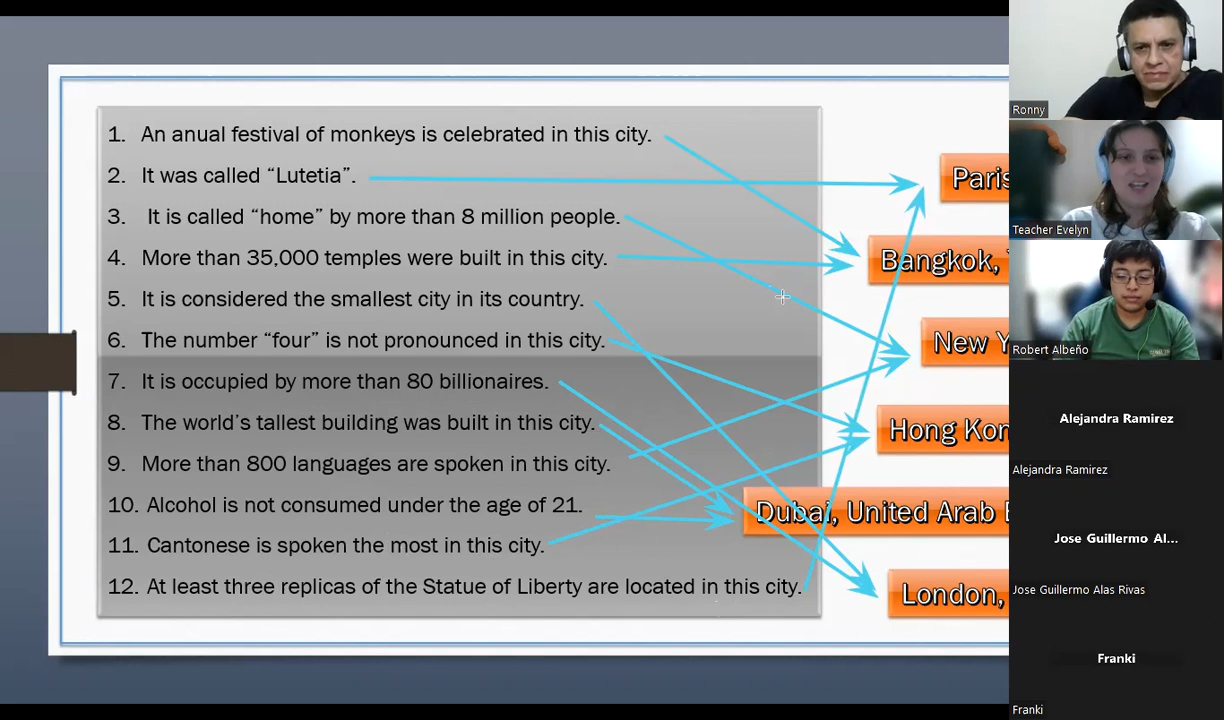 1. An anual festival of monkeys is celebrated in this city.
2. It was called “Lutetia”.
3. It is called “home” by more than 8 million people.
4. More than 35,000 temples were built in this city.
5. It is considered the smallest city in its country.
6. The number “four” is not pronounced in this city.
7. It is occupied by more than 80 billionaires.
8. The world’s tallest building was built in this city.
9. More than 800 languages are spoken in this city.
10. Alcohol is not consumed under the age of 21.
11. Cantonese is spoken the most in this city.
12. At least three replicas of the Statue of Liberty are located in this city.
Paris
Bangkok,
New Y
Hong Kon
Dubai, United Arab
London,
Ronny
Teacher Evelyn
Robert Albeño
Alejandra Ramirez
Alejandra Ramirez
Jose Guillermo Al...
Jose Guillermo Alas Rivas
Franki
Franki